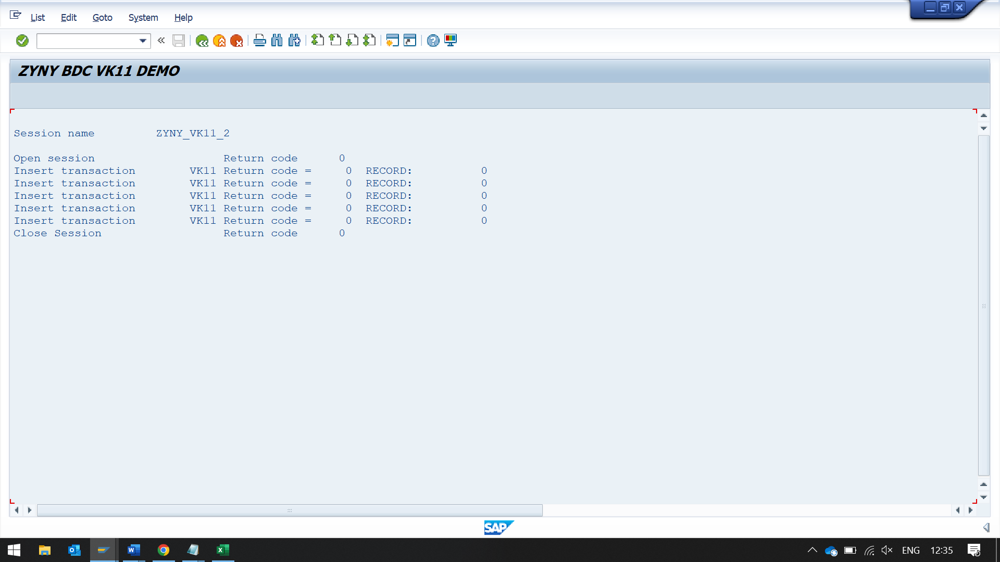 List Edit Goto System Help
ZYNY BDC VK11 DEMO
Session name ZYNY_VK11_2
Open session Return code 0
Insert transaction VK11 Return code = 0 RECORD: 0
Insert transaction VK11 Return code = 0 RECORD: 0
Insert transaction VK11 Return code = 0 RECORD: 0
Insert transaction VK11 Return code = 0 RECORD: 0
Insert transaction VK11 Return code = 0 RECORD: 0
Close Session Return code 0
SAP
ENG 12:35